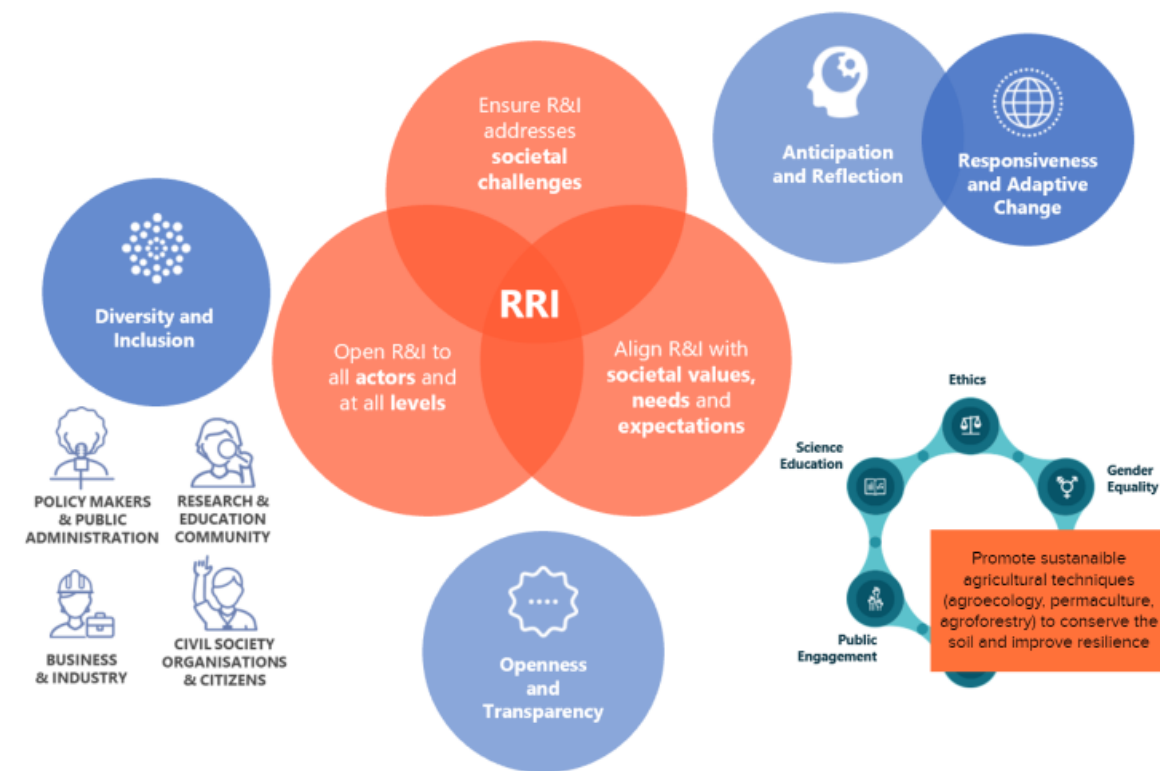 Ensure R&I
addresses
societal
challenges
RRI
Open R&I to
all actors and
at all levels
Align R&I with
societal values,
needs and
expectations
Anticipation
and Reflection
Responsiveness
and Adaptive
Change
Diversity and
Inclusion
POLICY MAKERS
& PUBLIC
ADMINISTRATION
RESEARCH &
EDUCATION
COMMUNITY
BUSINESS
& INDUSTRY
CIVIL SOCIETY
ORGANISATIONS
& CITIZENS
Openness
and
Transparency
Ethics
Science
Education
Gender
Equality
Public
Engagement
Promote sustanaible
agricultural techniques
(agroecology, permaculture,
agroforestry) to conserve the
soil and improve resilience